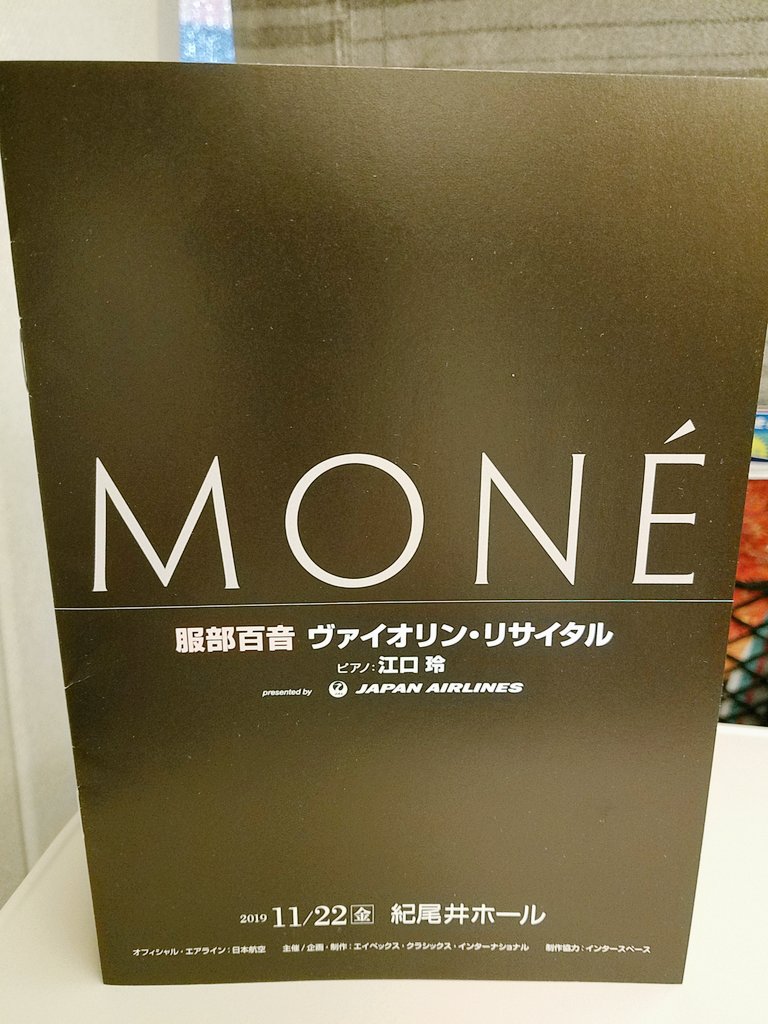 MONÉ
服部百音 ヴァイオリン・リサイタル
ピアノ:江口 玲
presented by JAPAN AIRLINES
2019 11/22 金 紀尾井ホール
オフィシャル・エアライン:日本航空 主催/企画・制作:エイベックス・クラシックス・インターナショナル 制作協力:インタースペース